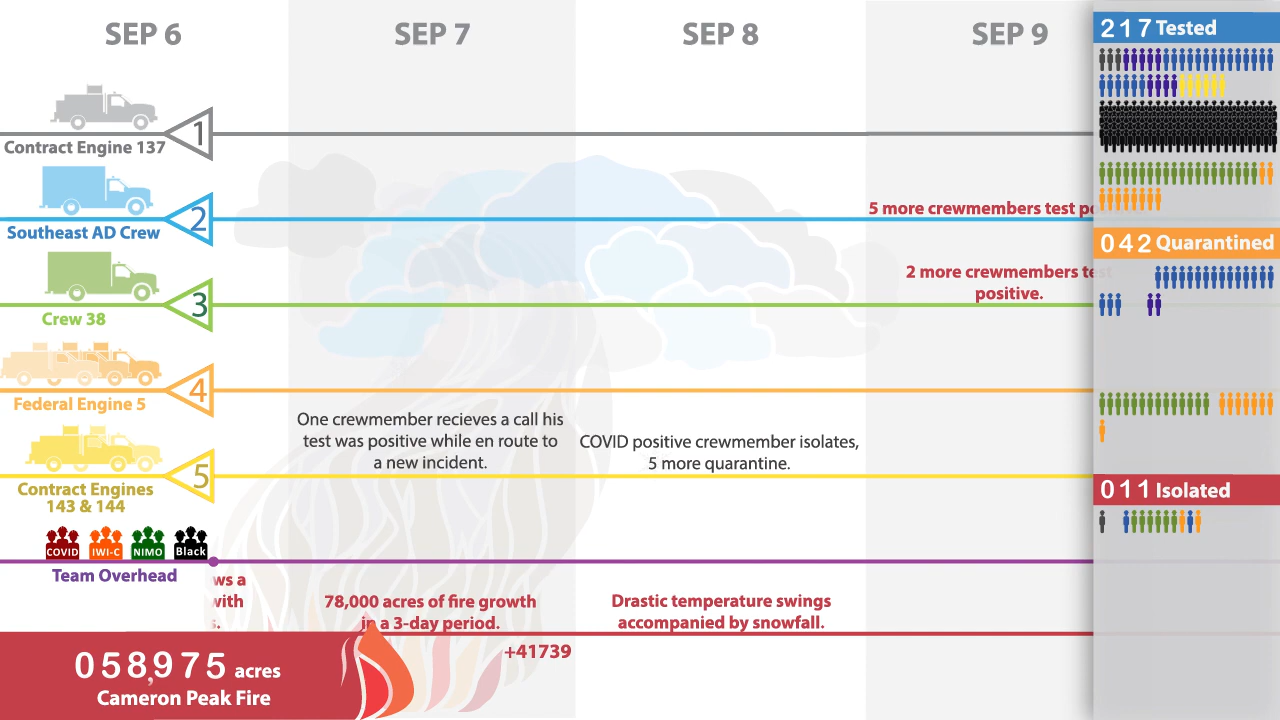 SEP 6
SEP 7
SEP 8
SEP 9
217 Tested
1
Contract Engine 137
2
Southeast AD Crew
5 more crewmembers test
042 Quarantined
3
Crew 38
2 more crewmembers test
positive.
4
Federal Engine 5
One crewmember recieves a call his
test was positive while en route to
a new incident.
COVID positive crewmember isolates,
5 more quarantine.
5
Contract Engines
143 & 144
011 Isolated
COVID
IWI-C
NIMO
Black
Team Overhead
ws a
with
s.
78,000 acres of fire growth
in a 3-day period.
Drastic temperature swings
accompanied by snowfall.
+41739
058,975 acres
Cameron Peak Fire